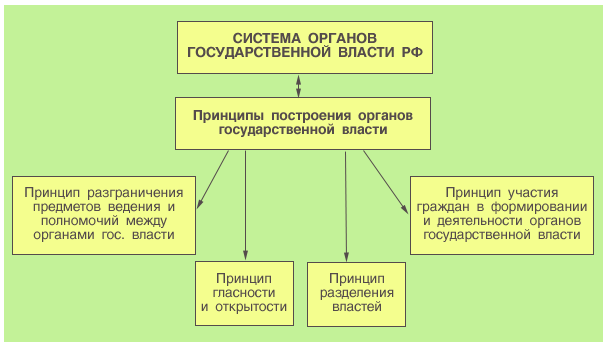 СИСТЕМА ОРГАНОВ
ГОСУДАРСТВЕННОЙ ВЛАСТИ РФ
Принципы построения органов
государственной власти
Принцип разграничения
предметов ведения и
полномочий между
органами гос. власти
Принцип
гласности
и открытости
Принцип
разделения
властей
Принцип участия
граждан в формировании
и деятельности органов
государственной власти